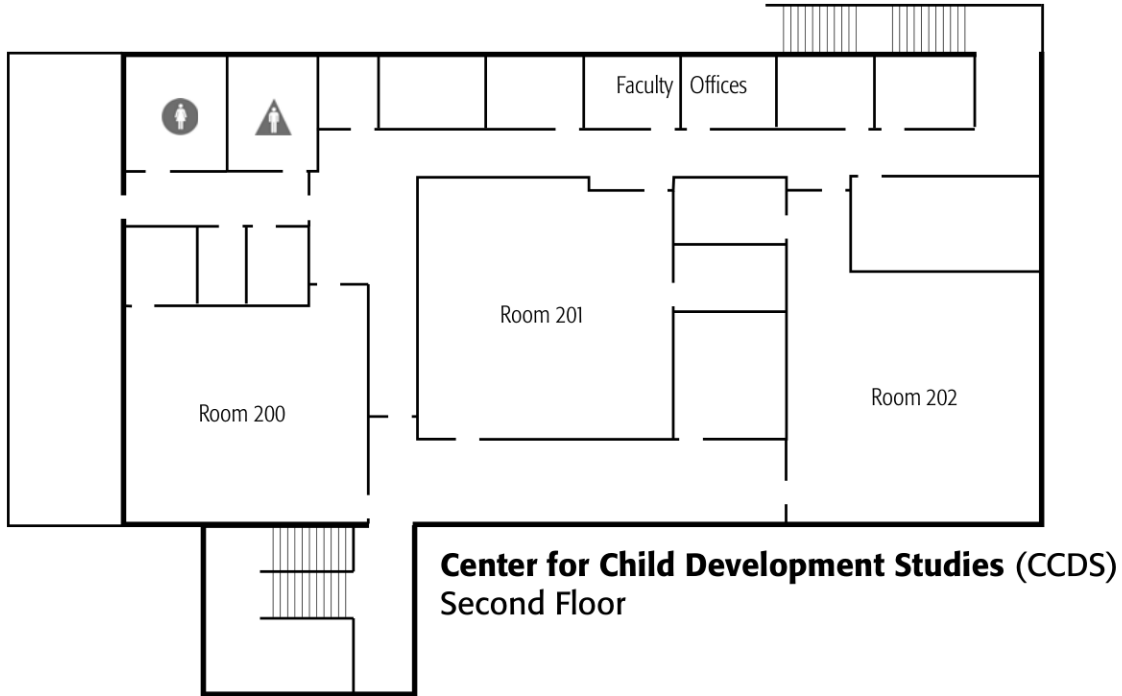 Faculty Offices
Room 201
Room 202
Room 200
Center for Child Development Studies (CCDS)
Second Floor